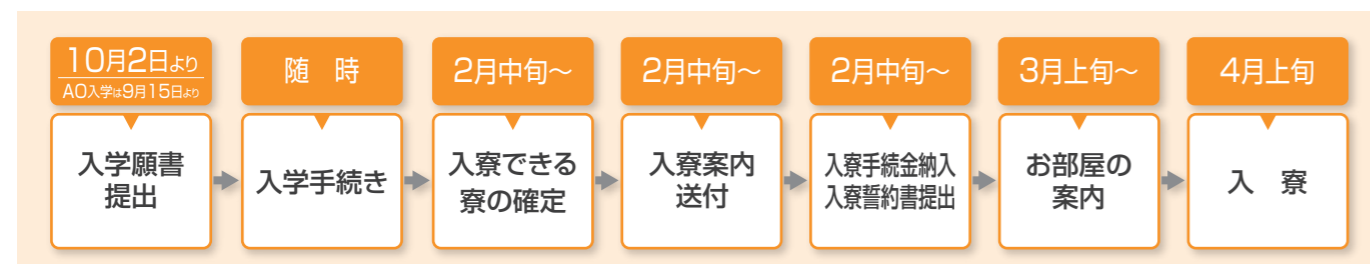 10月2日より
AO入学は9月15日より
入学願書
提出
随 時
入学手続き
2月中旬～
入寮できる
寮の確定
2月中旬～
入寮案内
送付
2月中旬～
入寮手続金納入
入寮誓約書提出
3月上旬～
お部屋の
案内
4月上旬
入 寮